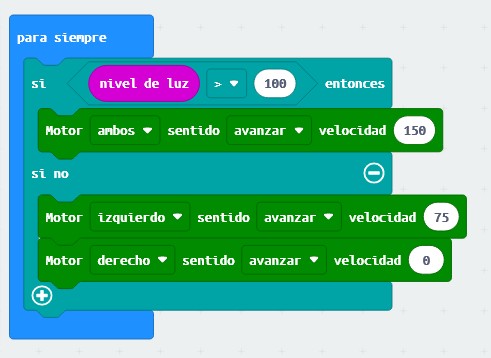 para siempre
si nivel de luz > 100 entonces
Motor ambos sentido avanzar velocidad 150
si no
Motor izquierdo sentido avanzar velocidad 75
Motor derecho sentido avanzar velocidad 0